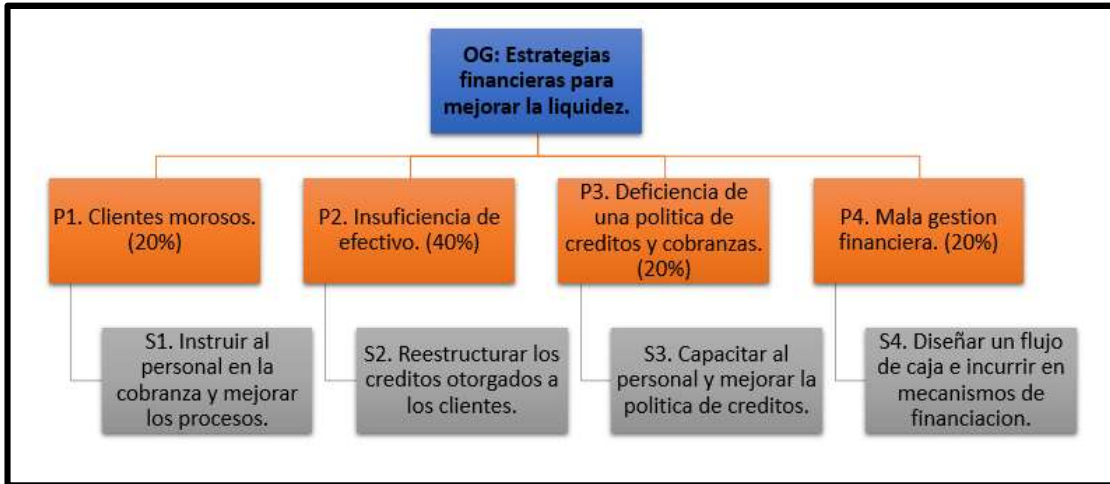 OG: Estrategias
financieras para
mejorar la liquidez.
P1. Clientes morosos.
(20%)
P2. Insuficiencia de
efectivo. (40%)
P3. Deficiencia de
una politica de
creditos y cobranzas.
(20%)
P4. Mala gestion
financiera. (20%)
S1. Instruir al
personal en la
cobranza y mejorar
los procesos.
S2. Reestructurar los
creditos otorgados a
los clientes.
S3. Capacitar al
personal y mejorar la
politica de creditos.
S4. Diseñar un flujo
de caja e incurrir en
mecanismos de
financiacion.